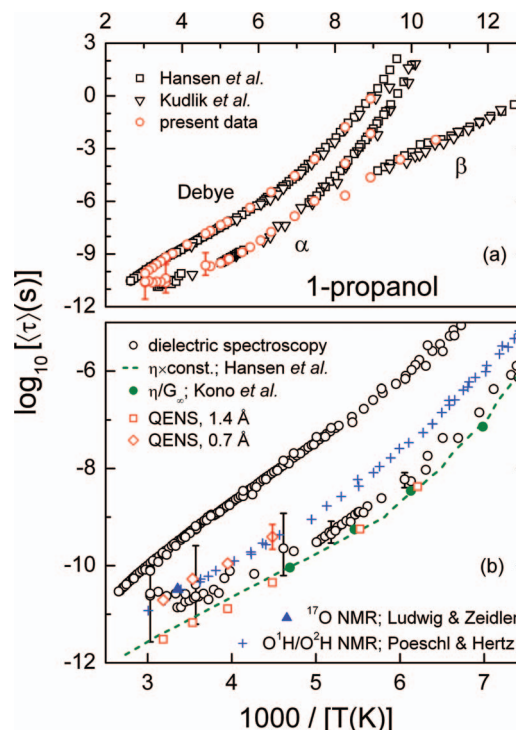 4 6 8 10 12
3
0
-3
-6
-9
-12
Hansen et al.
Kudlik et al.
present data
Debye
α
β
(a)
1-propanol
log10 [⟨τ⟩(s)]
-6
-8
-10
-12
dielectric spectroscopy
η×const.; Hansen et al.
η/G∞; Kono et al.
QENS, 1.4 Å
QENS, 0.7 Å
(b)
17O NMR; Ludwig & Zeidler
O1H/O2H NMR; Poeschl & Hertz
3 4 5 6 7
1000 / [T(K)]